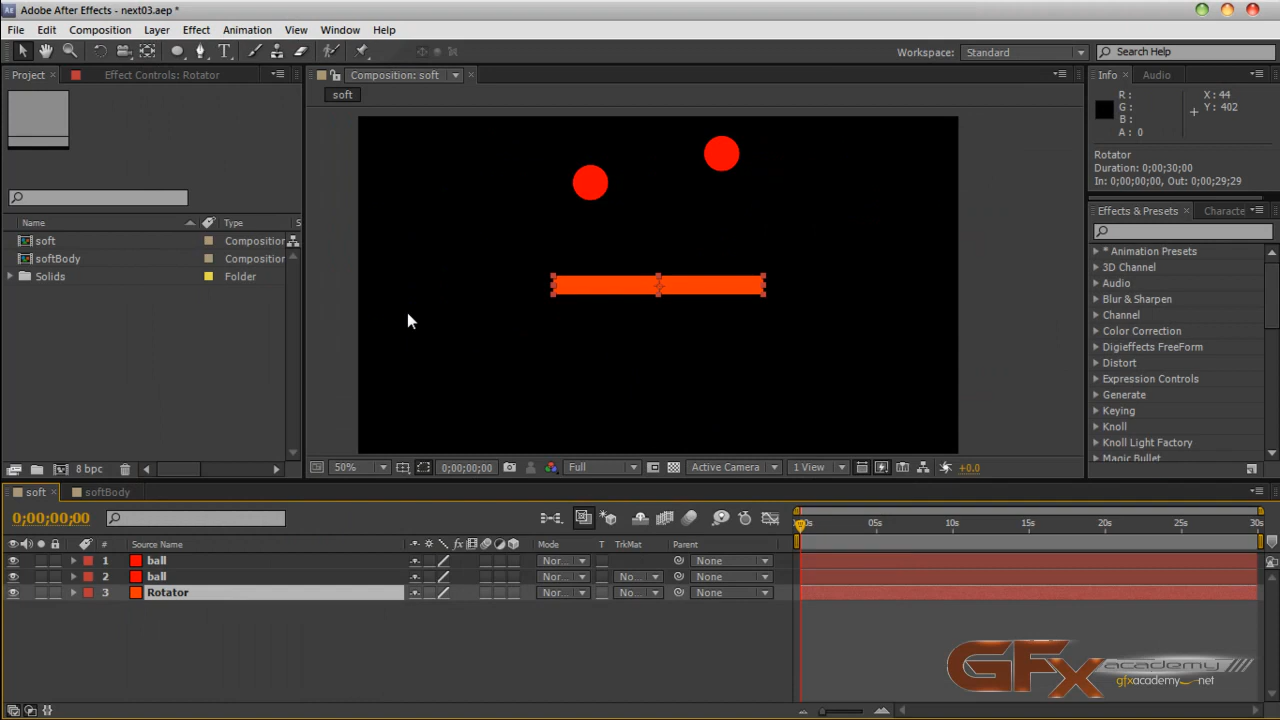 Adobe After Effects - next03.aep *
File Edit Composition Layer Effect Animation View Window Help
Workspace: Standard Search Help
Project Effect Controls: Rotator Composition: soft Info Audio
soft
R : X: 44
G : Y: 402
B :
A : 0
Rotator
Duration: 0;00;30;00
In: 0;00;00;00, Out: 0;00;29;29
Effects & Presets Characte
Name Type S
soft Composition
softBody Composition
Solids Folder
* Animation Presets
3D Channel
Audio
Blur & Sharpen
Channel
Color Correction
Digieffects FreeForm
Distort
Expression Controls
Generate
Keying
Knoll
Knoll Light Factory
Magic Bullet
8 bpc 50% 0;00;00;00 Full Active Camera 1 View +0.0
soft softBody
0;00;00;00 05s 10s 15s 20s 25s 30s
# Source Name fx Mode T TrkMat Parent
1 ball Nor... None
2 ball Nor... No... None
3 Rotator Nor... No... None
GFx academy
gfxacademy.net